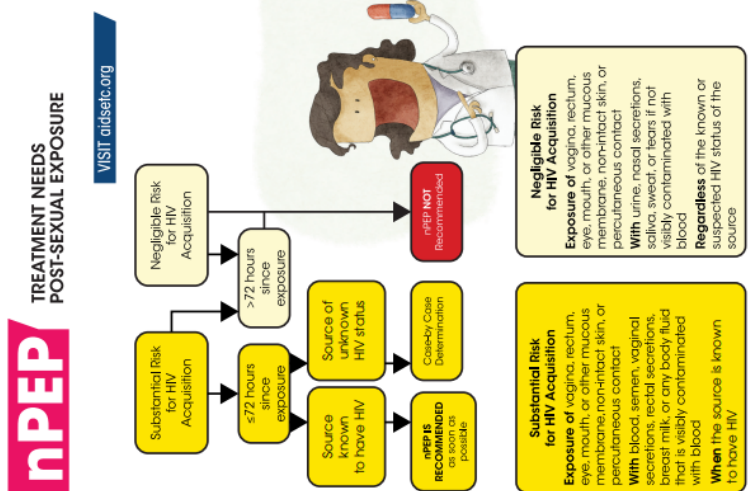 nPEP
TREATMENT NEEDS
POST-SEXUAL EXPOSURE
VISIT aidsetc.org
Substantial Risk
for HIV
Acquisition
Negligible Risk
for HIV
Acquisition
≤72 hours
since
exposure
>72 hours
since
exposure
Source
known
to have HIV
Source of
unknown
HIV status
nPEP IS
RECOMMENDED
as soon as
possible
Case-by Case
Determination
nPEP NOT
Recommended
Substantial Risk
for HIV Acquisition
Exposure of vagina, rectum,
eye, mouth, or other mucous
membrane,non-intact skin, or
percutaneous contact
With blood, semen, vaginal
secretions, rectal secretions,
breast milk, or any body fluid
that is visibly contaminated
with blood
When the source is known
to have HIV
Negligible Risk
for HIV Acquisition
Exposure of vagina, rectum,
eye, mouth, or other mucous
membrane, non-intact skin, or
percutaneous contact
With urine, nasal secretions,
saliva, sweat, or tears if not
visibly contaminated with
blood
Regardless of the known or
suspected HIV status of the
source